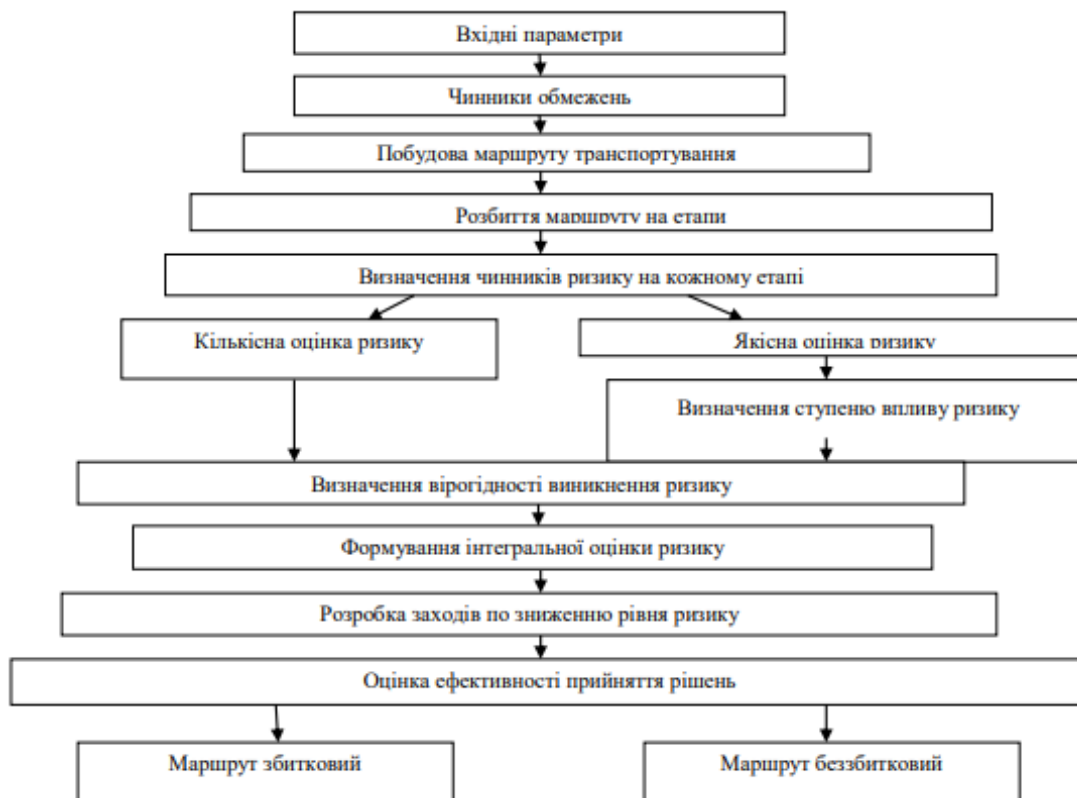 Вхідні параметри
Чинники обмежень
Побудова маршруту транспортування
Розбиття маршруту на етапи
Визначення чинників ризику на кожному етапі
Кількісна оцінка ризику
Якісна оцінка ризику
Визначення ступеню впливу ризику
Визначення вірогідності виникнення ризику
Формування інтегральної оцінки ризику
Розробка заходів по зниженню рівня ризику
Оцінка ефективності прийняття рішень
Маршрут збитковий
Маршрут беззбитковий